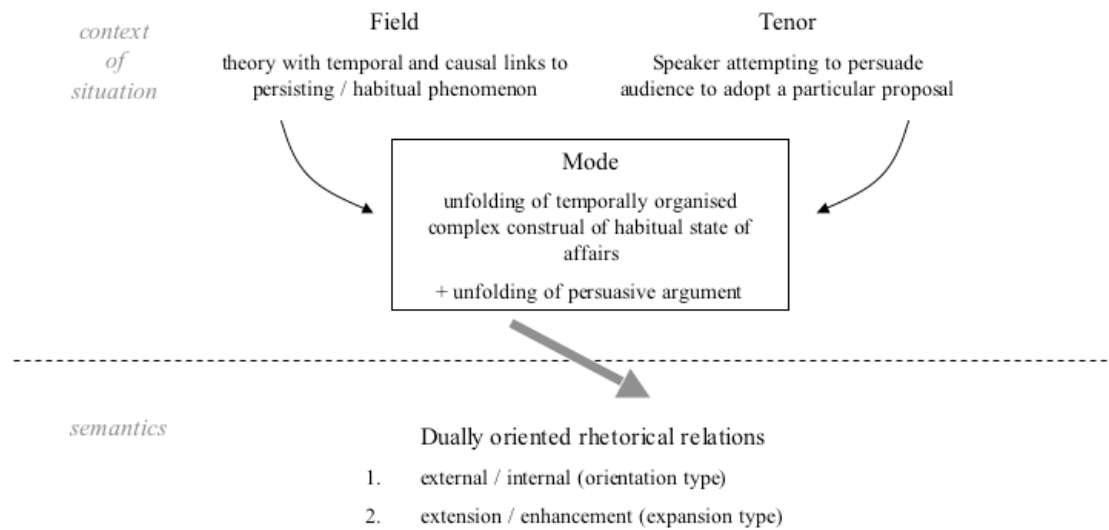 context
of
situation
Field
theory with temporal and causal links to
persisting / habitual phenomenon
Tenor
Speaker attempting to persuade
audience to adopt a particular proposal
Mode
unfolding of temporally organised
complex construal of habitual state of
affairs
+ unfolding of persuasive argument
semantics
Dually oriented rhetorical relations
1. external / internal (orientation type)
2. extension / enhancement (expansion type)